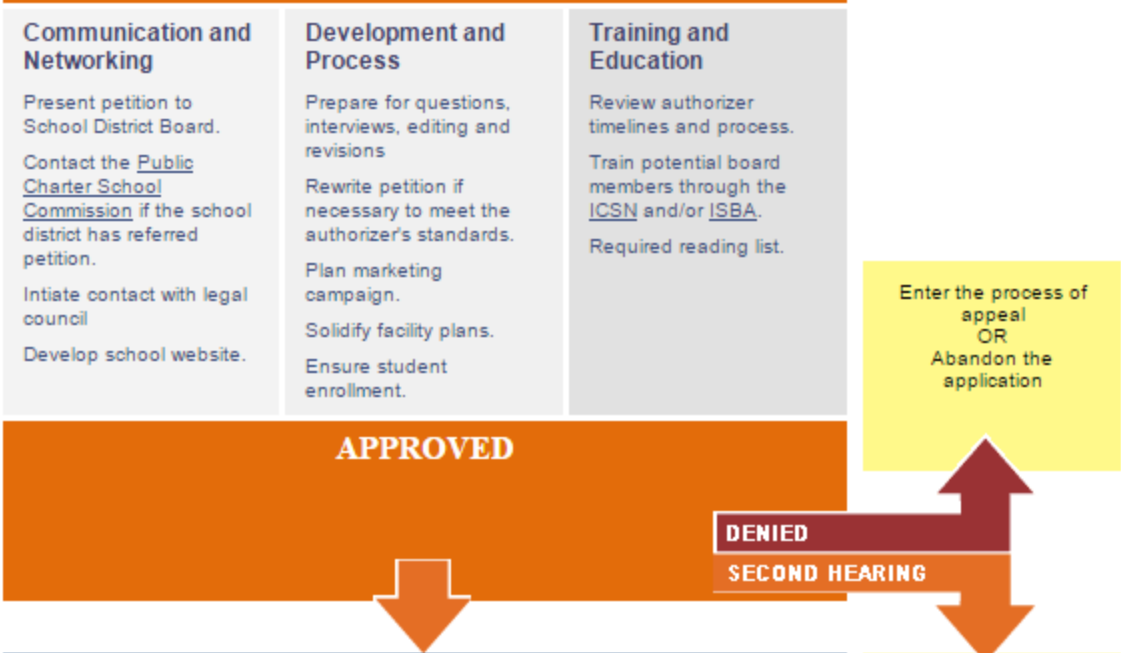 Communication and
Networking
Present petition to
School District Board.
Contact the Public
Charter School
Commission if the school
district has referred
petition.
Intiate contact with legal
council
Develop school website.
Development and
Process
Prepare for questions,
interviews, editing and
revisions
Rewrite petition if
necessary to meet the
authorizer's standards.
Plan marketing
campaign.
Solidify facility plans.
Ensure student
enrollment.
Training and
Education
Review authorizer
timelines and process.
Train potential board
members through the
ICSN and/or ISBA.
Required reading list.
Enter the process of
appeal
OR
Abandon the
application
APPROVED
DENIED
SECOND HEARING